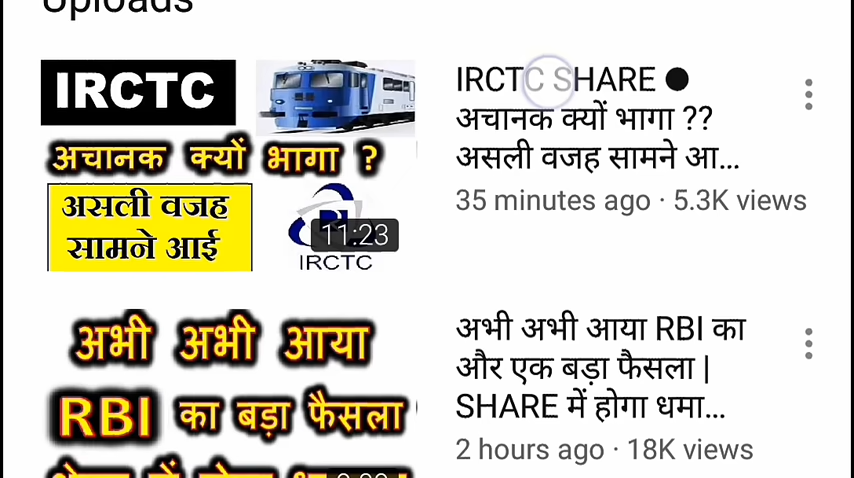 Uploads
IRCTC
अचानक क्यों भागा ?
असली वजह
सामने आई
11:23
IRCTC
IRCTC SHARE ●
अचानक क्यों भागा ??
असली वजह सामने आ...
35 minutes ago · 5.3K views
अभी अभी आया
RBI का बड़ा फैसला
अभी अभी आया RBI का
और एक बड़ा फैसला |
SHARE में होगा धमा...
2 hours ago · 18K views